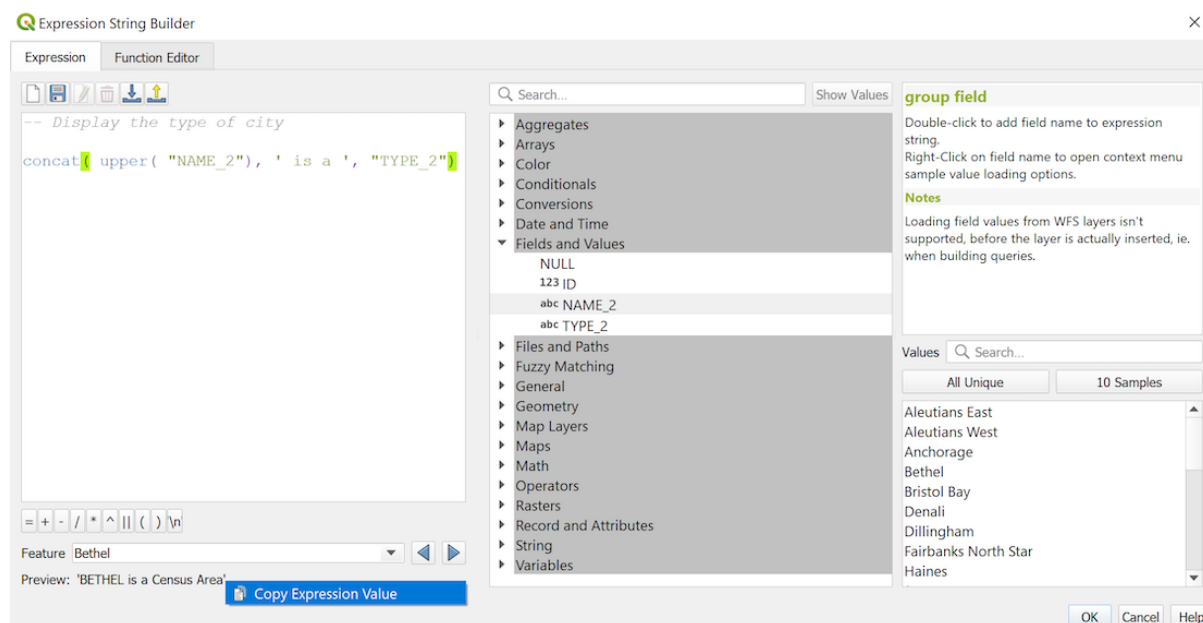 Expression String Builder
Expression
Function Editor
-- Display the type of city
concat( upper( "NAME_2"), ' is a ', "TYPE_2")
= + - / * ^ || ( ) \n
Feature Bethel
Preview: 'BETHEL is a Census Area'
Copy Expression Value
Search...
Show Values
Aggregates
Arrays
Color
Conditionals
Conversions
Date and Time
Fields and Values
NULL
123 ID
abc NAME_2
abc TYPE_2
Files and Paths
Fuzzy Matching
General
Geometry
Map Layers
Maps
Math
Operators
Rasters
Record and Attributes
String
Variables
group field
Double-click to add field name to expression
string.
Right-Click on field name to open context menu
sample value loading options.
Notes
Loading field values from WFS layers isn't
supported, before the layer is actually inserted, ie.
when building queries.
Values Search...
All Unique
10 Samples
Aleutians East
Aleutians West
Anchorage
Bethel
Bristol Bay
Denali
Dillingham
Fairbanks North Star
Haines
OK
Cancel
Help